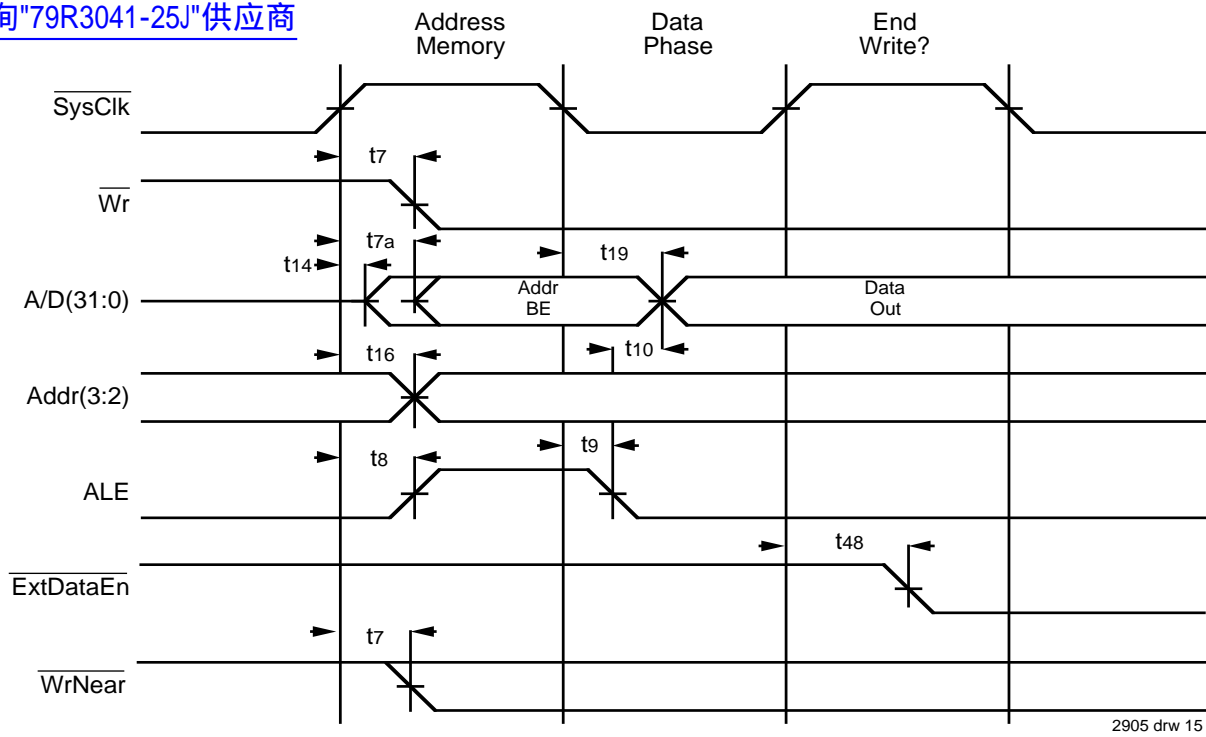 询"79R3041-25J"供应商
Address
Memory
Data
Phase
End
Write?
SysClk
t7
Wr
t7a
t14
t19
A/D(31:0)
Addr
BE
Data
Out
t10
t16
Addr(3:2)
t9
t8
ALE
t48
ExtDataEn
t7
WrNear
2905 drw 15